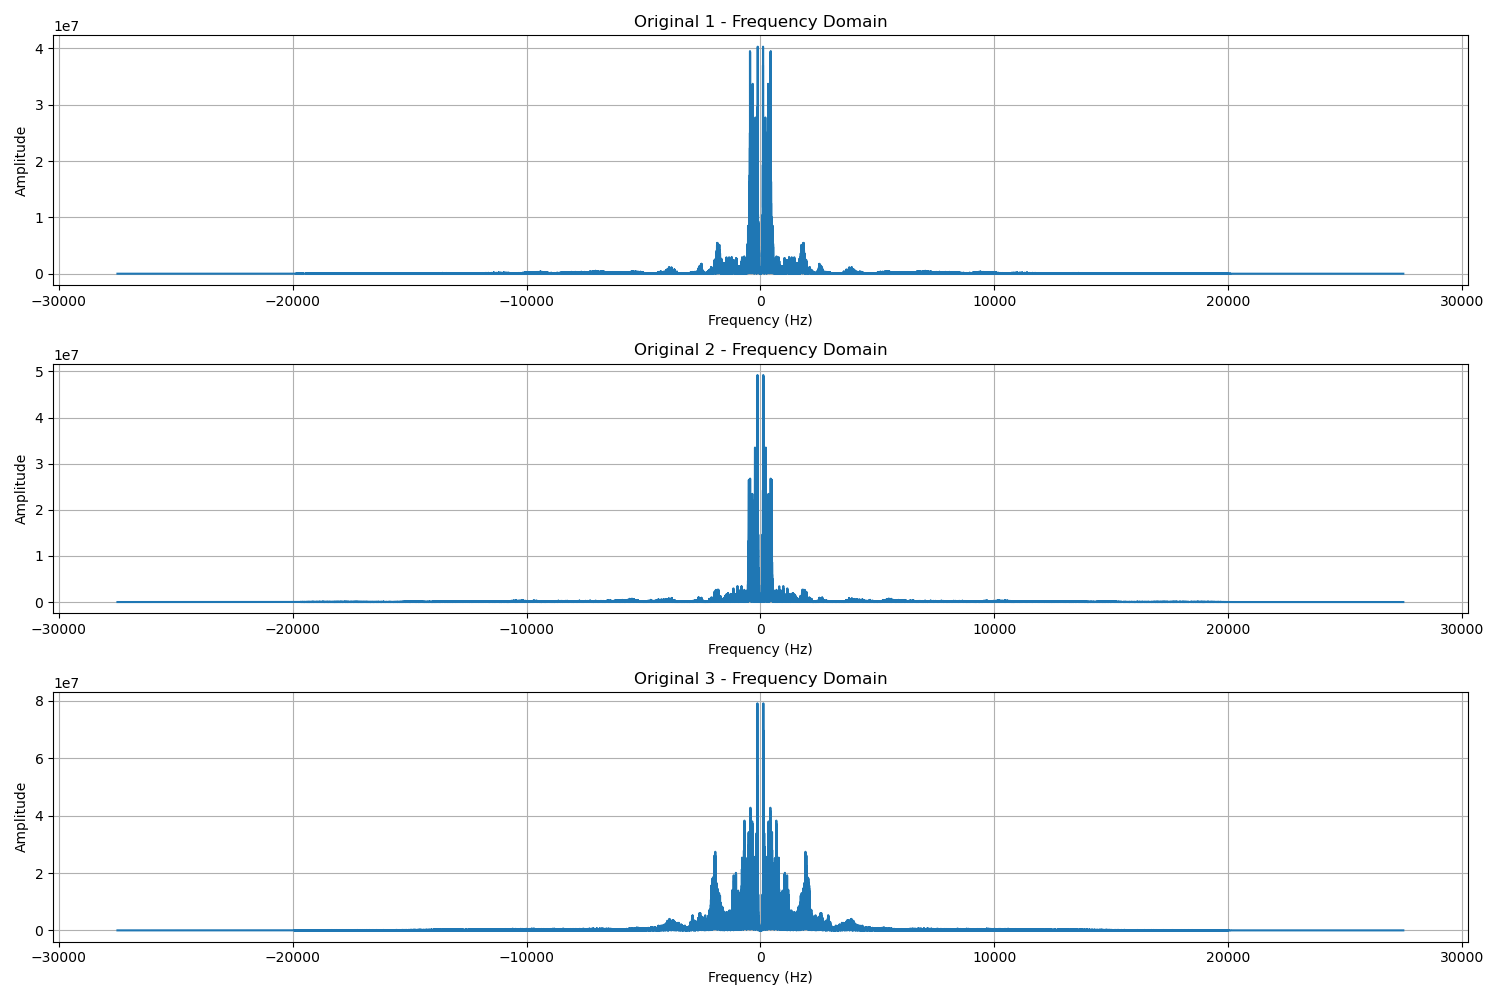 Original 1 - Frequency Domain
1e7
4
3
2
1
0
Amplitude
−30000 −20000 −10000 0 10000 20000 30000
Frequency (Hz)
Original 2 - Frequency Domain
1e7
5
4
3
2
1
0
Amplitude
−30000 −20000 −10000 0 10000 20000 30000
Frequency (Hz)
Original 3 - Frequency Domain
1e7
8
6
4
2
0
Amplitude
−30000 −20000 −10000 0 10000 20000 30000
Frequency (Hz)